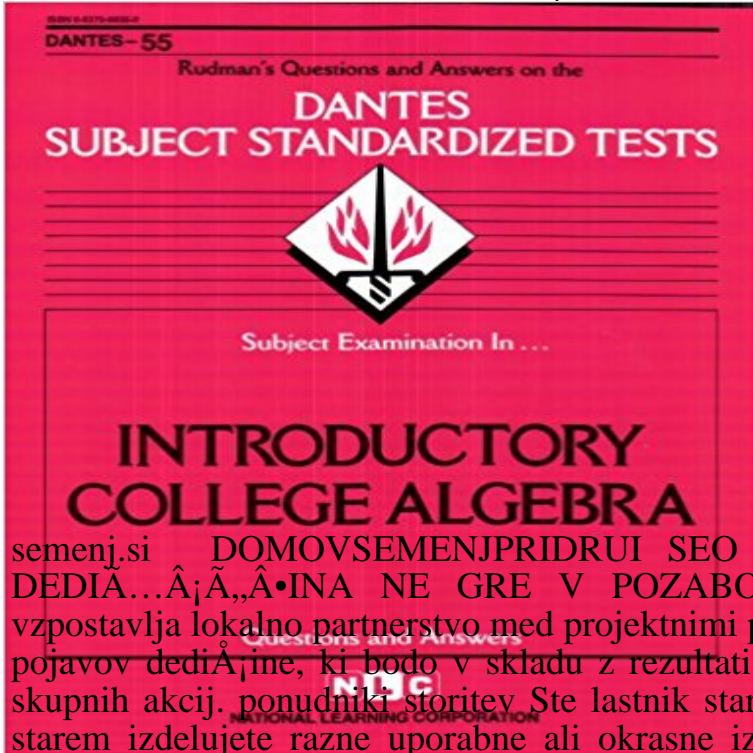 DANTES-55
Rudman's Questions and Answers on the
DANTES
SUBJECT STANDARDIZED TESTS
Subject Examination In ...
INTRODUCTORY
COLLEGE ALGEBRA
semenj.si DOMOVSEMENJPRIDRUI SEO
DEDIÃ…Â¡Ã„Â•INA NE GRE V POZABO
vzpostavlja lokalno partnerstvo med projektnimi p
Questions and Answers
pojavov dediÅ¡ine, ki bodo v skladu z rezultati
NLC
skupnih akcij. ponudniki storitev Ste lastnik star
NATIONAL LEARNING CORPORATION
starem izdelujete razne uporabne ali okrasne iz